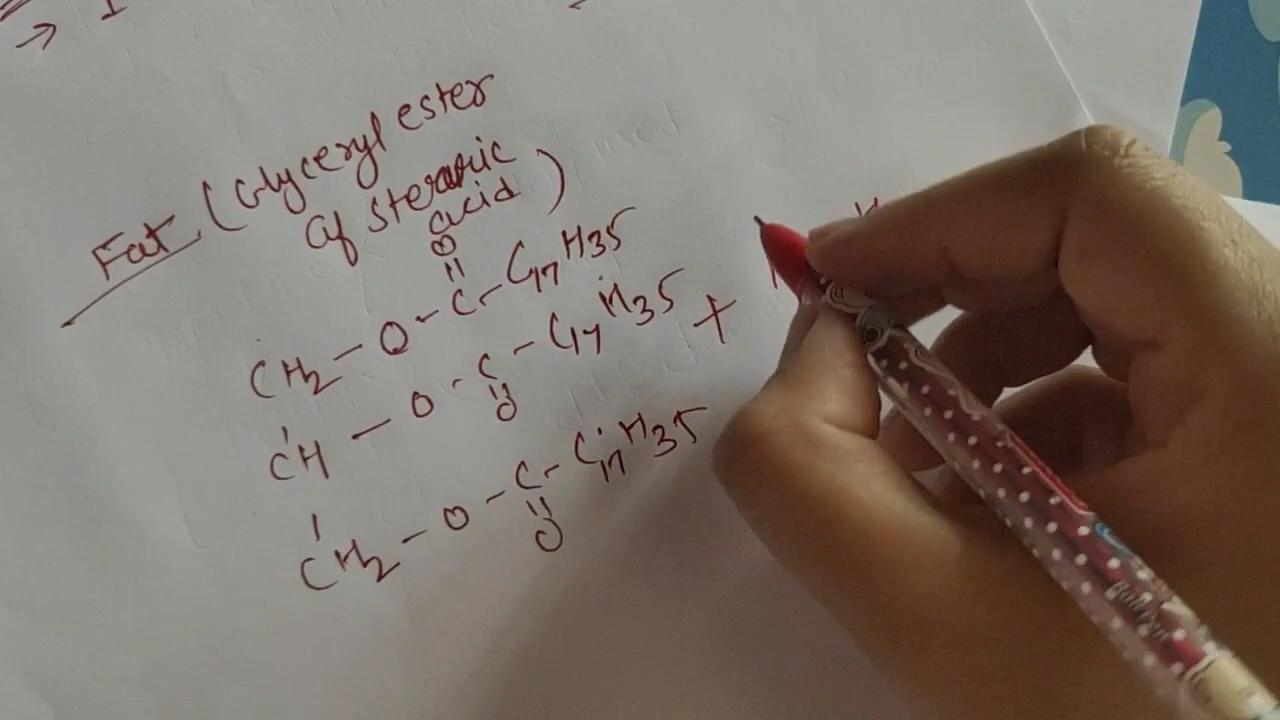 → I
Fat (Glyceryl ester
of Stearic
acid)
O
||
CH2 - O - C - C17H35
|
CH - O - C - C17H35 +
||
O
|
CH2 - O - C - C17H35
||
O